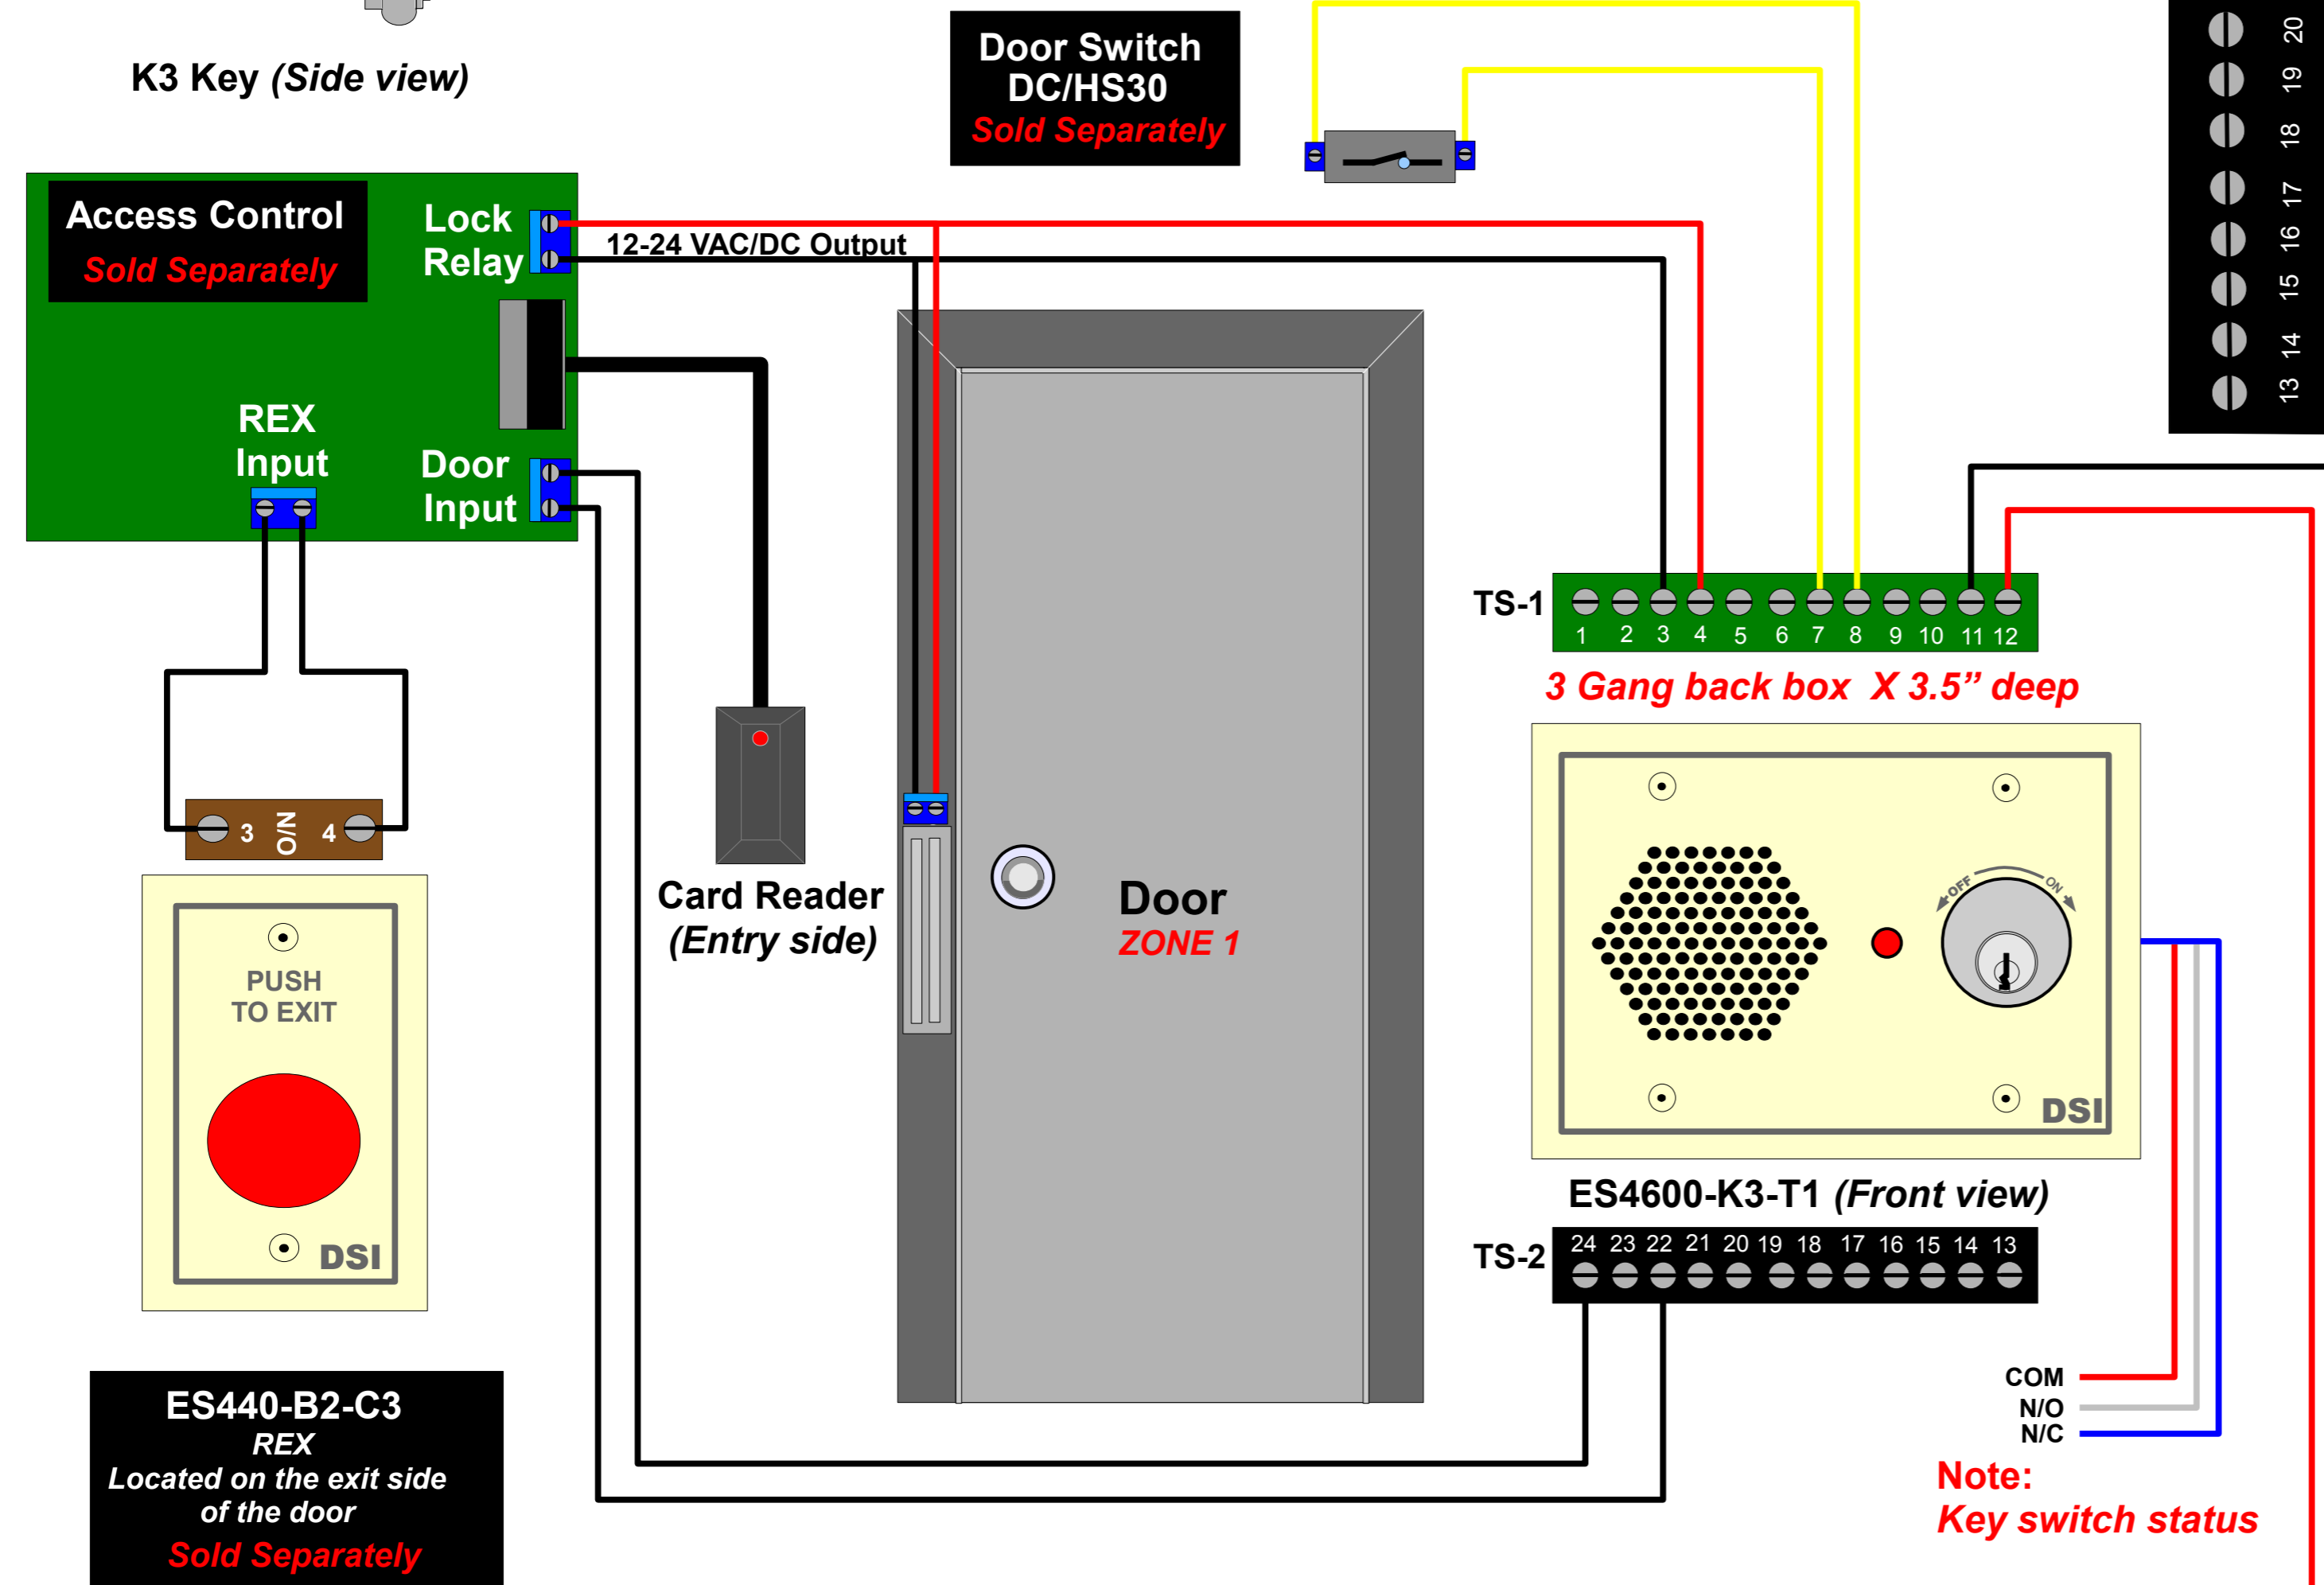 K3 Key (Side view)
Door Switch
DC/HS30
Sold Separately
20
19
18
17
16
15
14
13
Access Control
Sold Separately
Lock
Relay
12-24 VAC/DC Output
REX
Input
Door
Input
3 N/O 4
PUSH
TO EXIT
DSI
ES440-B2-C3
REX
Located on the exit side
of the door
Sold Separately
Card Reader
(Entry side)
Door
ZONE 1
TS-1
1 2 3 4 5 6 7 8 9 10 11 12
3 Gang back box X 3.5” deep
OFF ON
DSI
ES4600-K3-T1 (Front view)
TS-2
24 23 22 21 20 19 18 17 16 15 14 13
COM
N/O
N/C
Note:
Key switch status